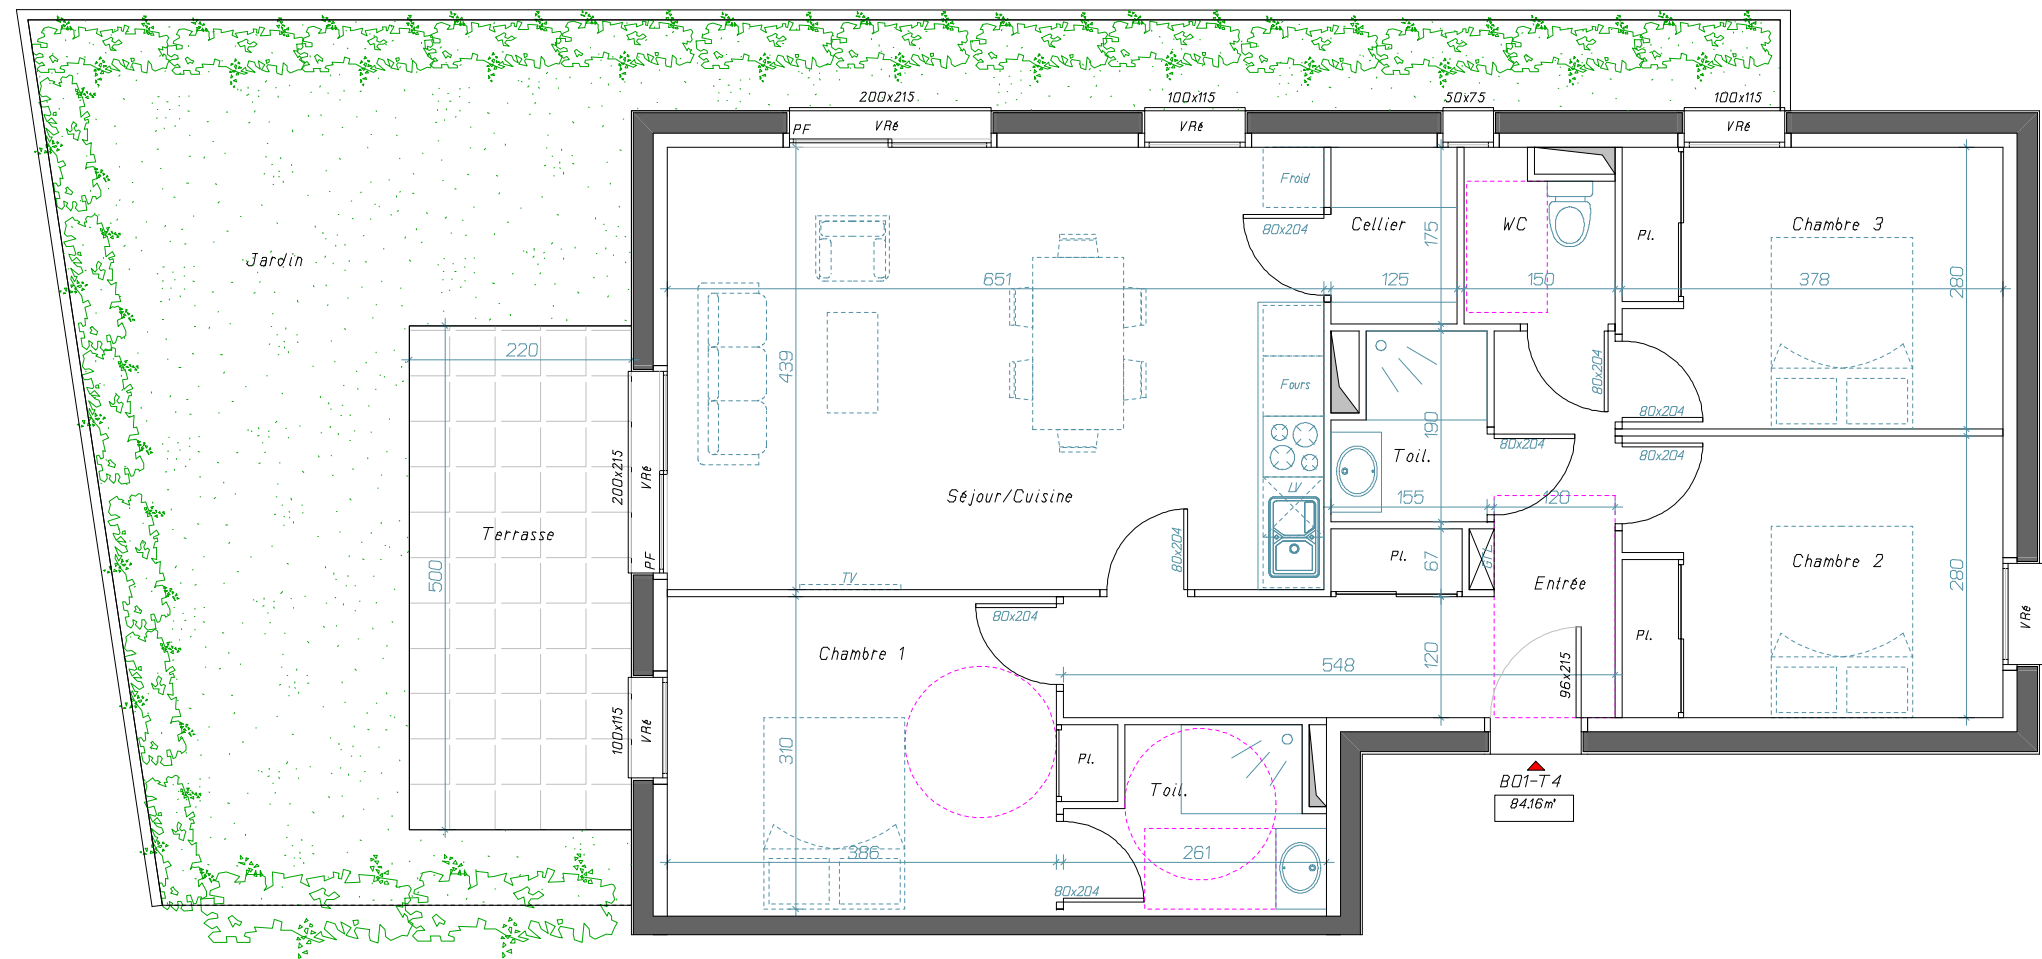 200x215
100x115
50x75
100x115
PF
VRé
VRé
VRé
Froid
80x204
Cellier
175
WC
Pl.
Chambre 3
Jardin
651
125
150
378
280
220
439
Fours
190
80x204
80x204
80x204
80x204
Toil.
200x215
VRé
PF
LV
155
120
Séjour/Cuisine
Terrasse
80x204
Pl.
67
GTL
Entrée
Chambre 2
500
280
TV
80x204
VRé
Chambre 1
Pl.
548
120
96x215
100x115
VRé
310
Pl.
Toil.
B01-T4
84.16m²
386
261
80x204